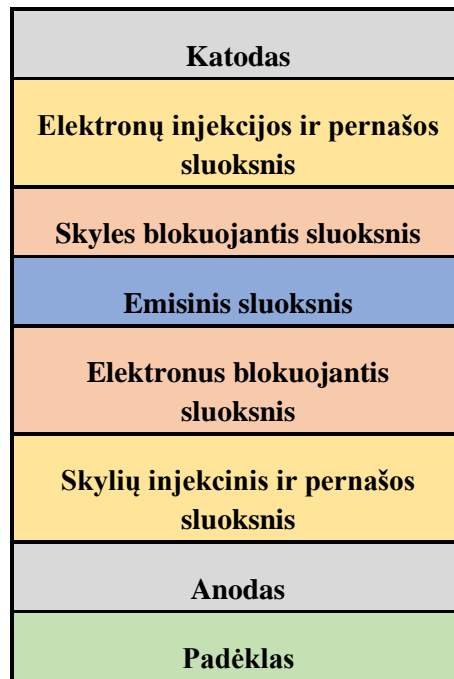 Katodas
Elektronų injekcijos ir pernašos
sluoksnis
Skyles blokuojantis sluoksnis
Emisinis sluoksnis
Elektronus blokuojantis
sluoksnis
Skylių injekcinis ir pernašos
sluoksnis
Anodas
Padėklas